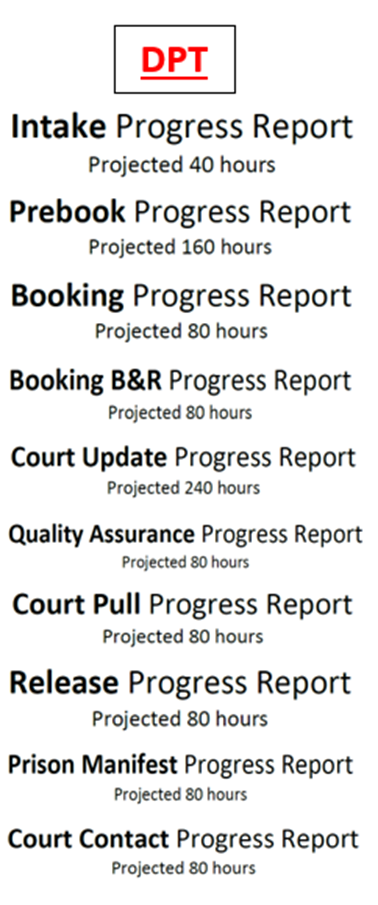 DPT
Intake Progress Report
Projected 40 hours
Prebook Progress Report
Projected 160 hours
Booking Progress Report
Projected 80 hours
Booking B&R Progress Report
Projected 80 hours
Court Update Progress Report
Projected 240 hours
Quality Assurance Progress Report
Projected 80 hours
Court Pull Progress Report
Projected 80 hours
Release Progress Report
Projected 80 hours
Prison Manifest Progress Report
Projected 80 hours
Court Contact Progress Report
Projected 80 hours